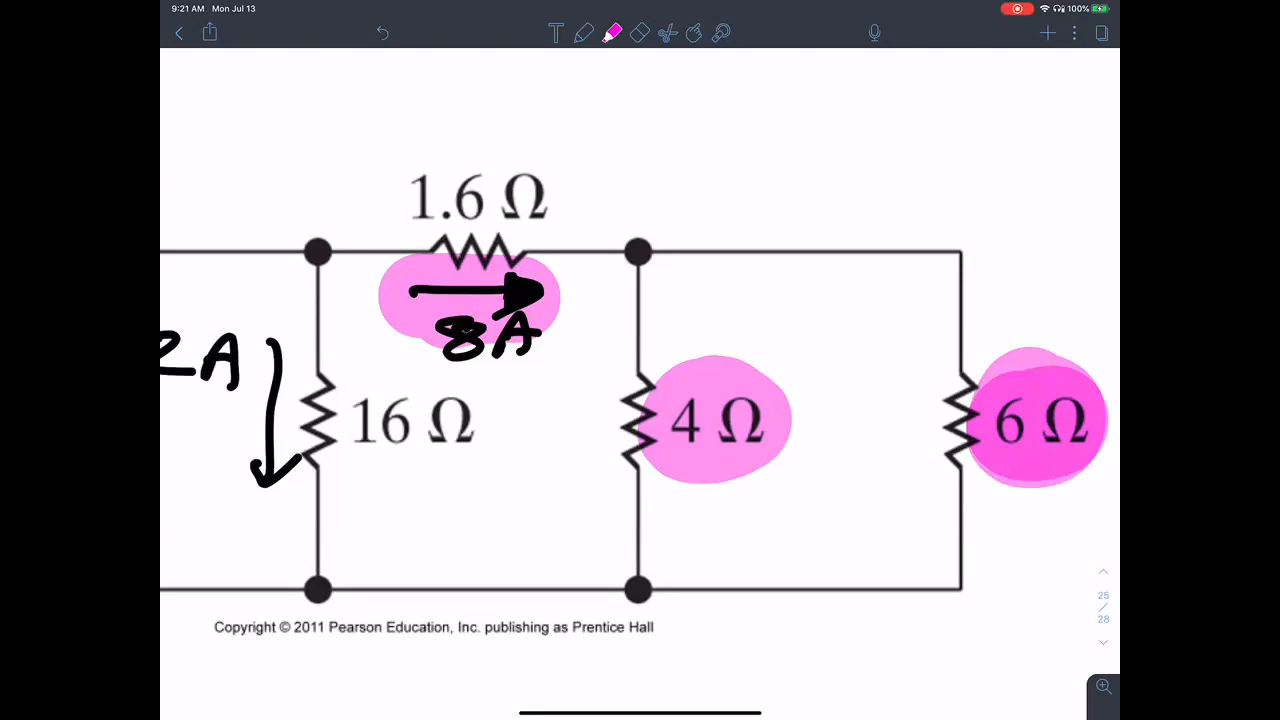 9:21 AM Mon Jul 13
100%
T
1.6 Ω
8A
2A
16 Ω
4 Ω
6 Ω
25
/
28
Copyright © 2011 Pearson Education, Inc. publishing as Prentice Hall